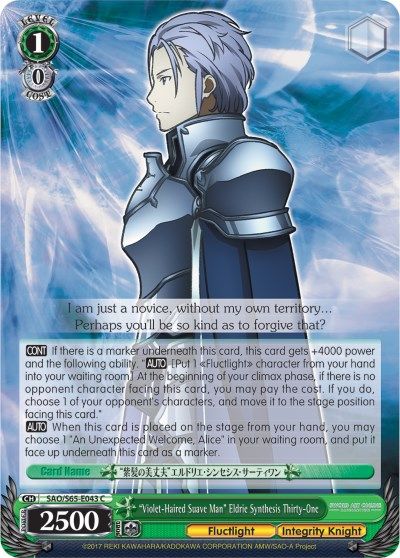 LEVEL
1
0
COST
I am just a novice, without my own territory...
Perhaps you'll be so kind as to forgive that?
CONT If there is a marker underneath this card, this card gets +4000 power
and the following ability. "AUTO [Put 1 «Fluctlight» character from your hand
into your waiting room] At the beginning of your climax phase, if there is no
opponent character facing this card, you may pay the cost. If you do,
choose 1 of your opponent's characters, and move it to the stage position
facing this card."
AUTO When this card is placed on the stage from your hand, you may
choose 1 "An Unexpected Welcome, Alice" in your waiting room, and put it
face up underneath this card as a marker.
Card Name
"紫髪の美丈夫" エルドリエ・シンセシス・サーティワン
CH SAO/S65-E043 C
"Violet-Haired Suave Man" Eldrie Synthesis Thirty-One
POWER
2500
Fluctlight
Integrity Knight
©2017 REKI KAWAHARA/KADOKAWA CORPORATION AMW/SAO-A Project